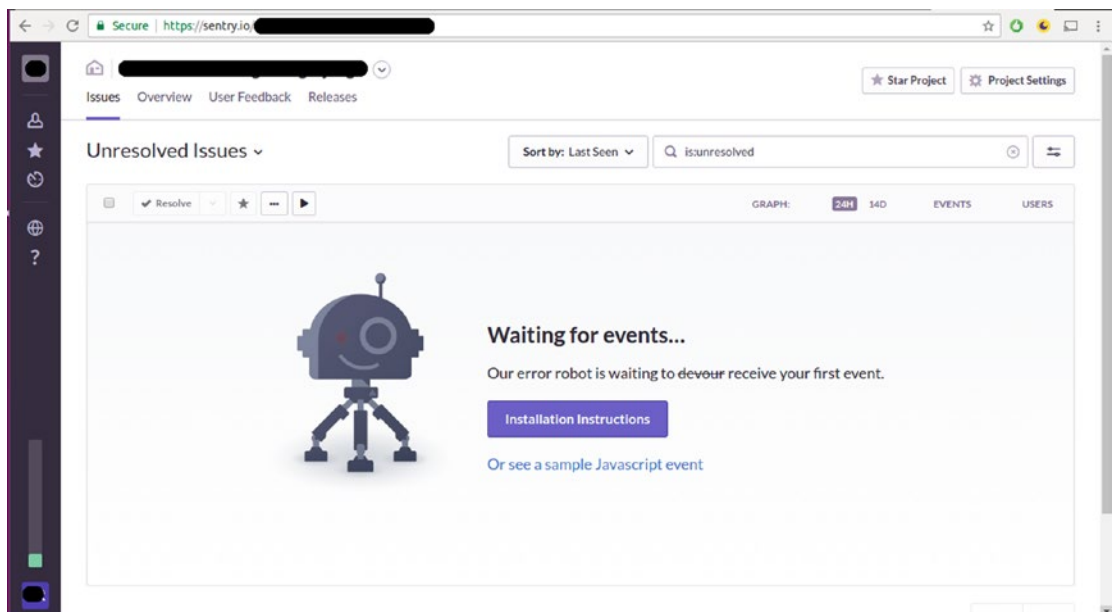 Secure | https://sentry.io/
Star Project
Project Settings
Issues Overview User Feedback Releases
Unresolved Issues
Sort by: Last Seen
is:unresolved
Resolve
GRAPH: 24H 14D EVENTS USERS
?
Waiting for events...
Our error robot is waiting to devour receive your first event.
Installation Instructions
Or see a sample Javascript event